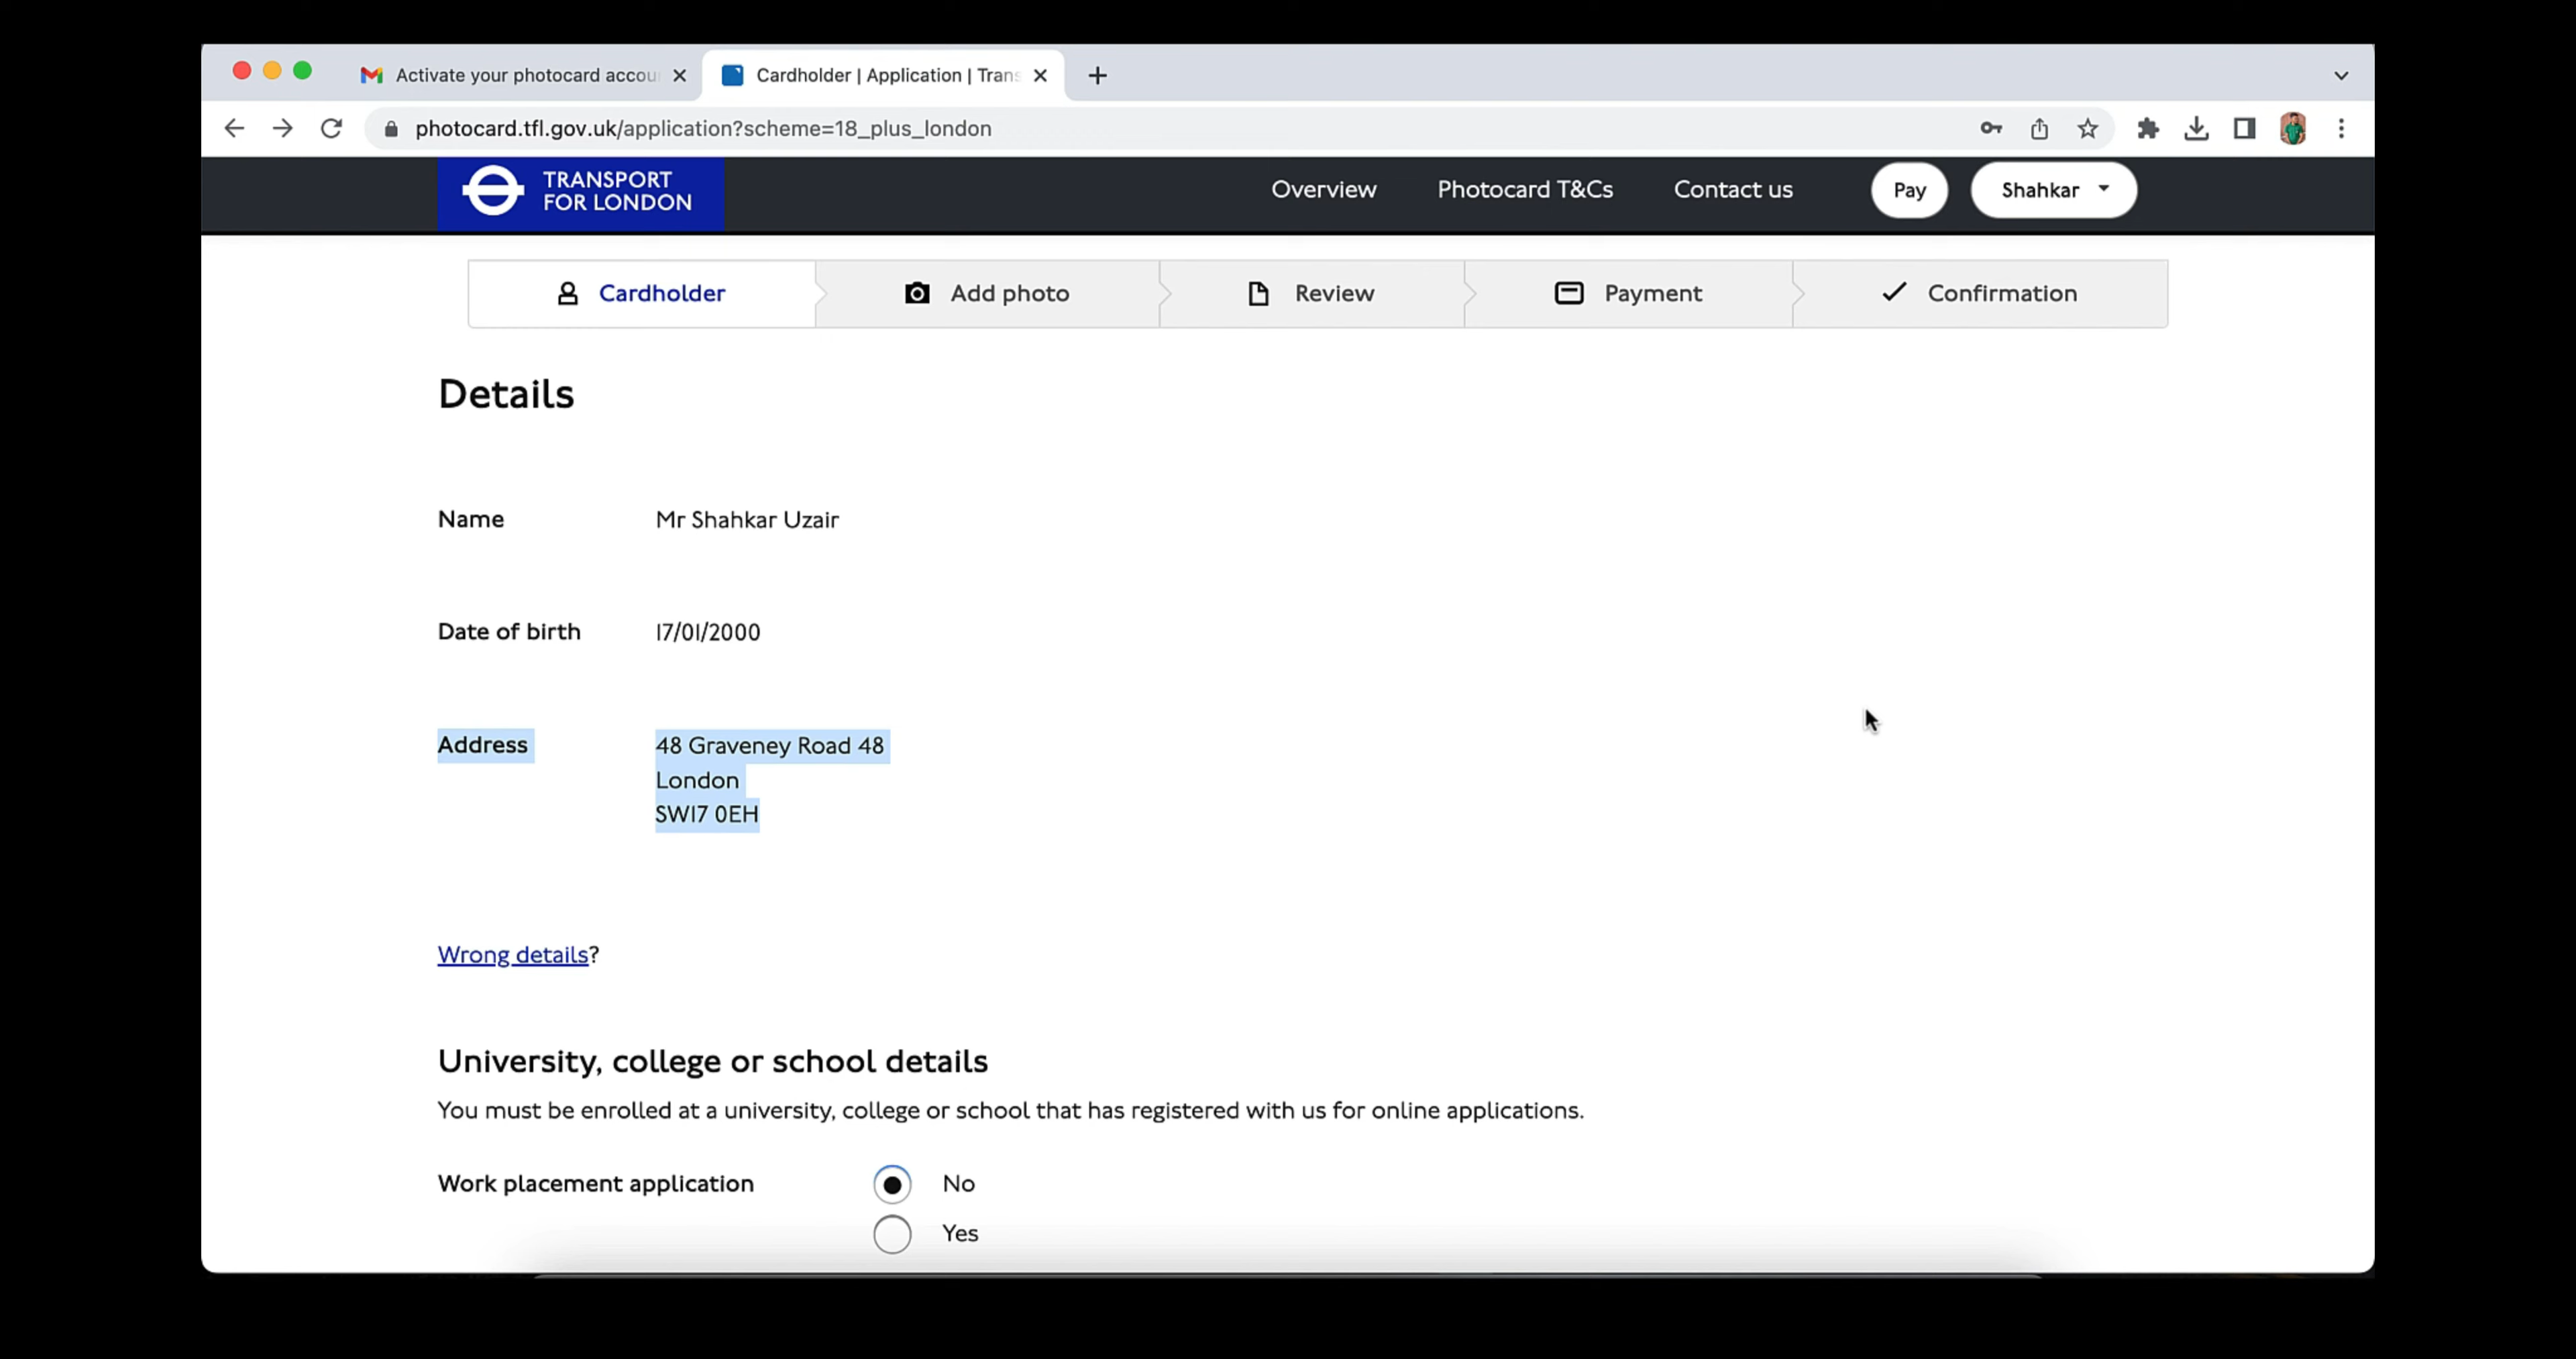 Activate your photocard accou
Cardholder | Application | Trans
photocard.tfl.gov.uk/application?scheme=18_plus_london
TRANSPORT
FOR LONDON
Overview
Photocard T&Cs
Contact us
Pay
Shahkar
Cardholder
Add photo
Review
Payment
Confirmation
Details
Name Mr Shahkar Uzair
Date of birth 17/01/2000
Address 48 Graveney Road 48
London
SW17 0EH
Wrong details?
University, college or school details
You must be enrolled at a university, college or school that has registered with us for online applications.
Work placement application No
Yes